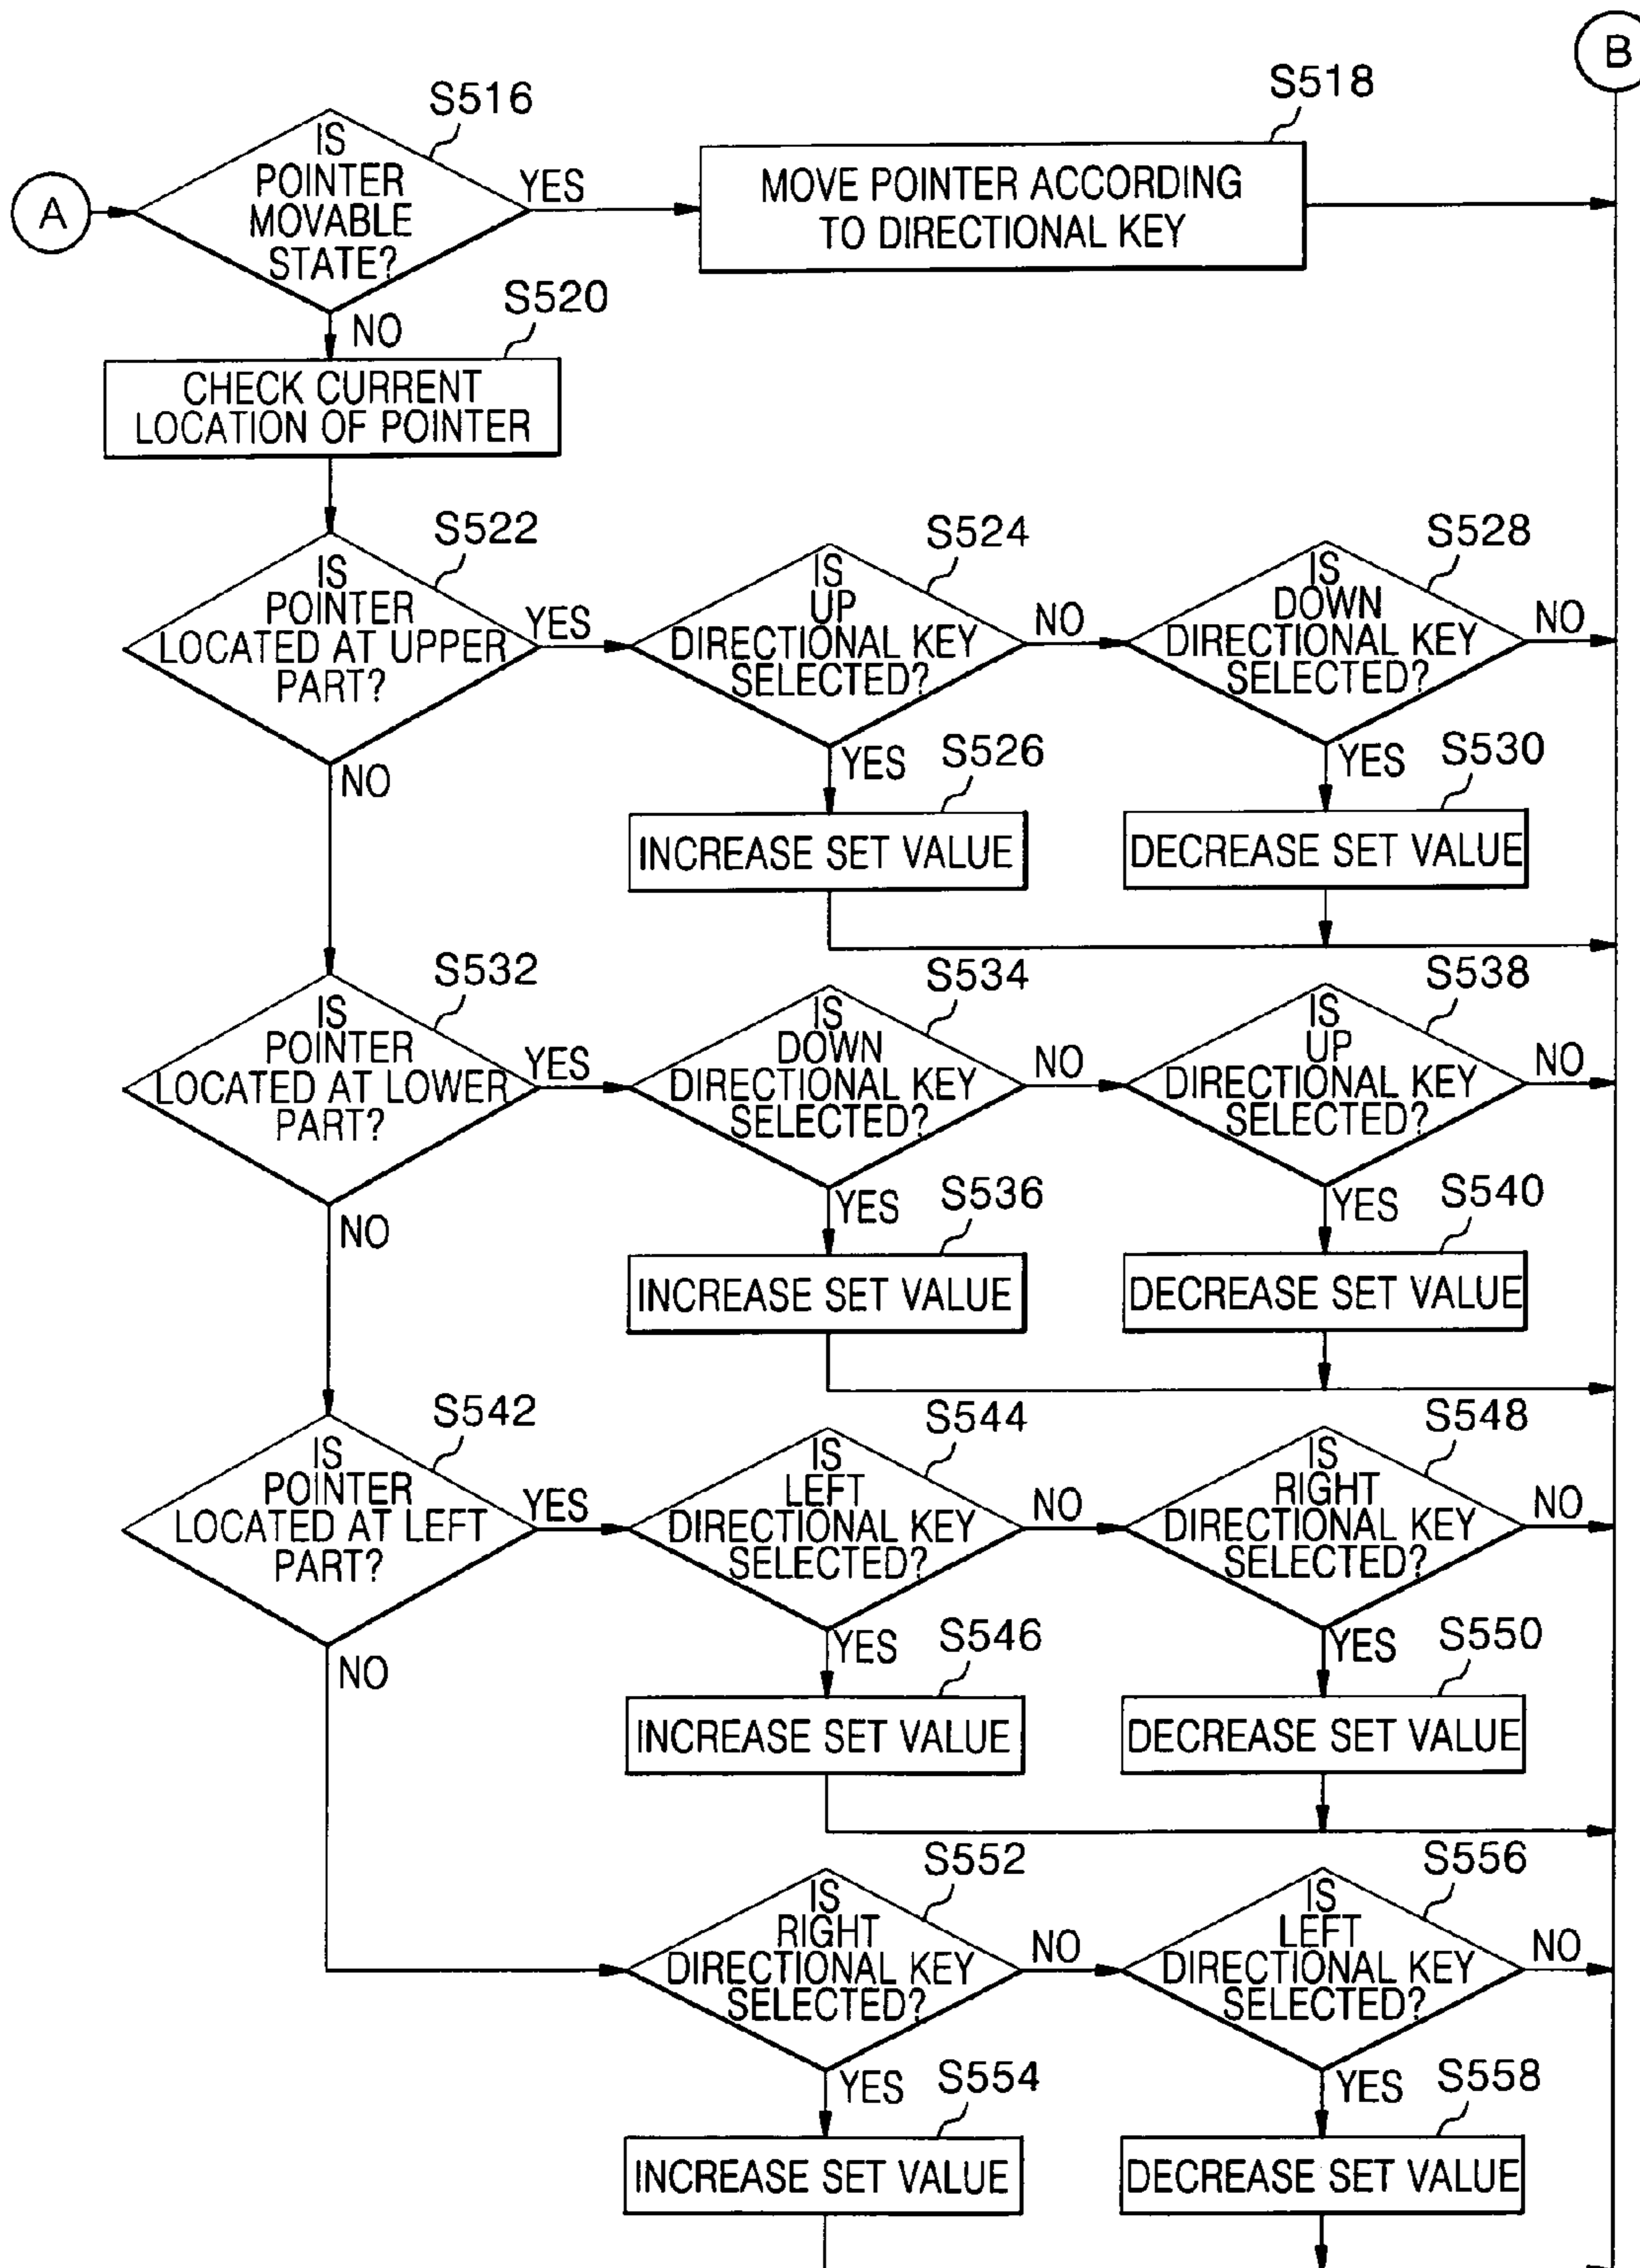 B
S516
S518
IS
POINTER
MOVABLE
STATE?
YES
MOVE POINTER ACCORDING
TO DIRECTIONAL KEY
A
NO
S520
CHECK CURRENT
LOCATION OF POINTER
S522
IS
POINTER
LOCATED AT UPPER
PART?
YES
NO
S524
IS
UP
DIRECTIONAL KEY
SELECTED?
NO
YES
S528
IS
DOWN
DIRECTIONAL KEY
SELECTED?
NO
YES
S526
INCREASE SET VALUE
S530
DECREASE SET VALUE
S532
IS
POINTER
LOCATED AT LOWER
PART?
YES
NO
S534
IS
DOWN
DIRECTIONAL KEY
SELECTED?
NO
YES
S538
IS
UP
DIRECTIONAL KEY
SELECTED?
NO
YES
S536
INCREASE SET VALUE
S540
DECREASE SET VALUE
S542
IS
POINTER
LOCATED AT LEFT
PART?
YES
NO
S544
IS
LEFT
DIRECTIONAL KEY
SELECTED?
NO
YES
S548
IS
RIGHT
DIRECTIONAL KEY
SELECTED?
NO
YES
S546
INCREASE SET VALUE
S550
DECREASE SET VALUE
S552
IS
RIGHT
DIRECTIONAL KEY
SELECTED?
NO
YES
S556
IS
LEFT
DIRECTIONAL KEY
SELECTED?
NO
YES
S554
INCREASE SET VALUE
S558
DECREASE SET VALUE